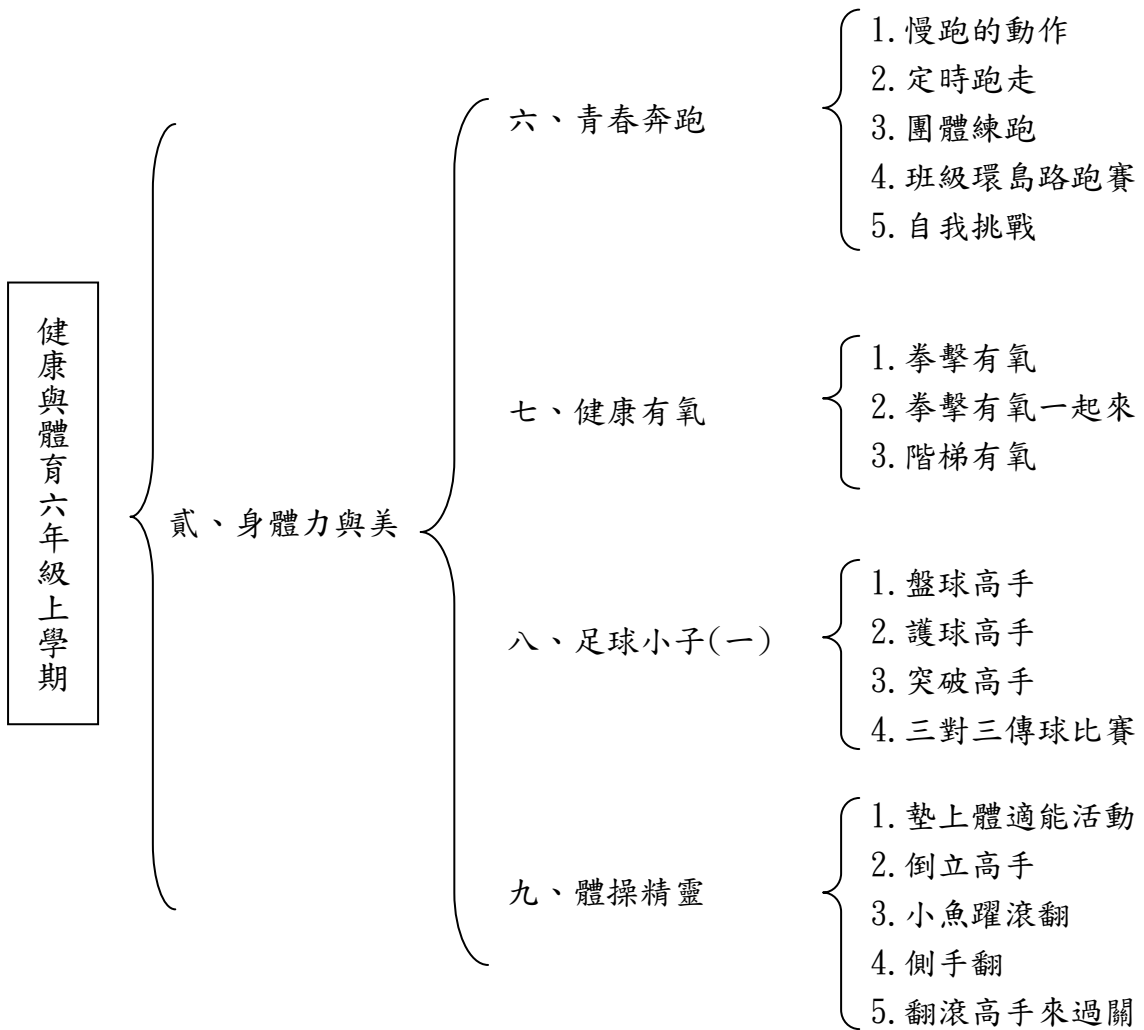 健康與體育六年級上學期
貳、身體力與美
六、青春奔跑
1.慢跑的動作
2.定時跑走
3.團體練跑
4.班級環島路跑賽
5.自我挑戰
七、健康有氧
1.拳擊有氧
2.拳擊有氧一起來
3.階梯有氧
八、足球小子(一)
1.盤球高手
2.護球高手
3.突破高手
4.三對三傳球比賽
九、體操精靈
1.墊上體適能活動
2.倒立高手
3.小魚躍滾翻
4.側手翻
5.翻滾高手來過關